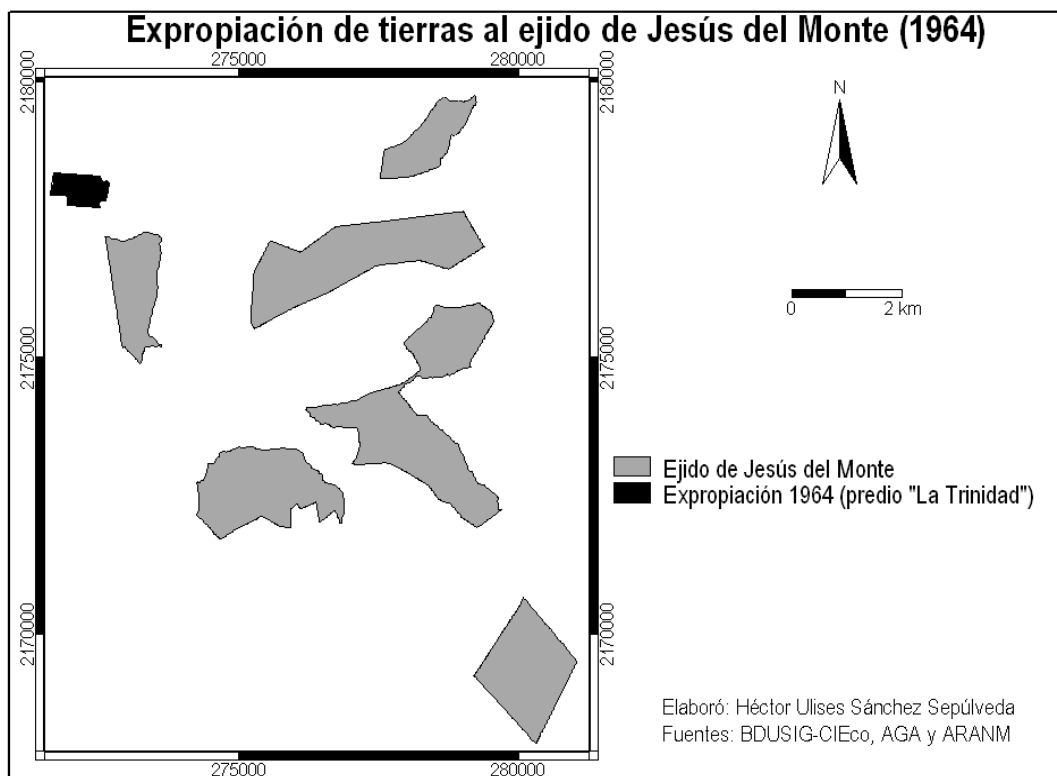 Expropiación de tierras al ejido de Jesús del Monte (1964)
275000 280000
2180000 2180000
N
0 2 km
2175000 2175000
Ejido de Jesús del Monte
Expropiación 1964 (predio "La Trinidad")
2170000 2170000
Elaboró: Héctor Ulises Sánchez Sepúlveda
Fuentes: BDUSIG-CIEco, AGA y ARANM
275000 280000